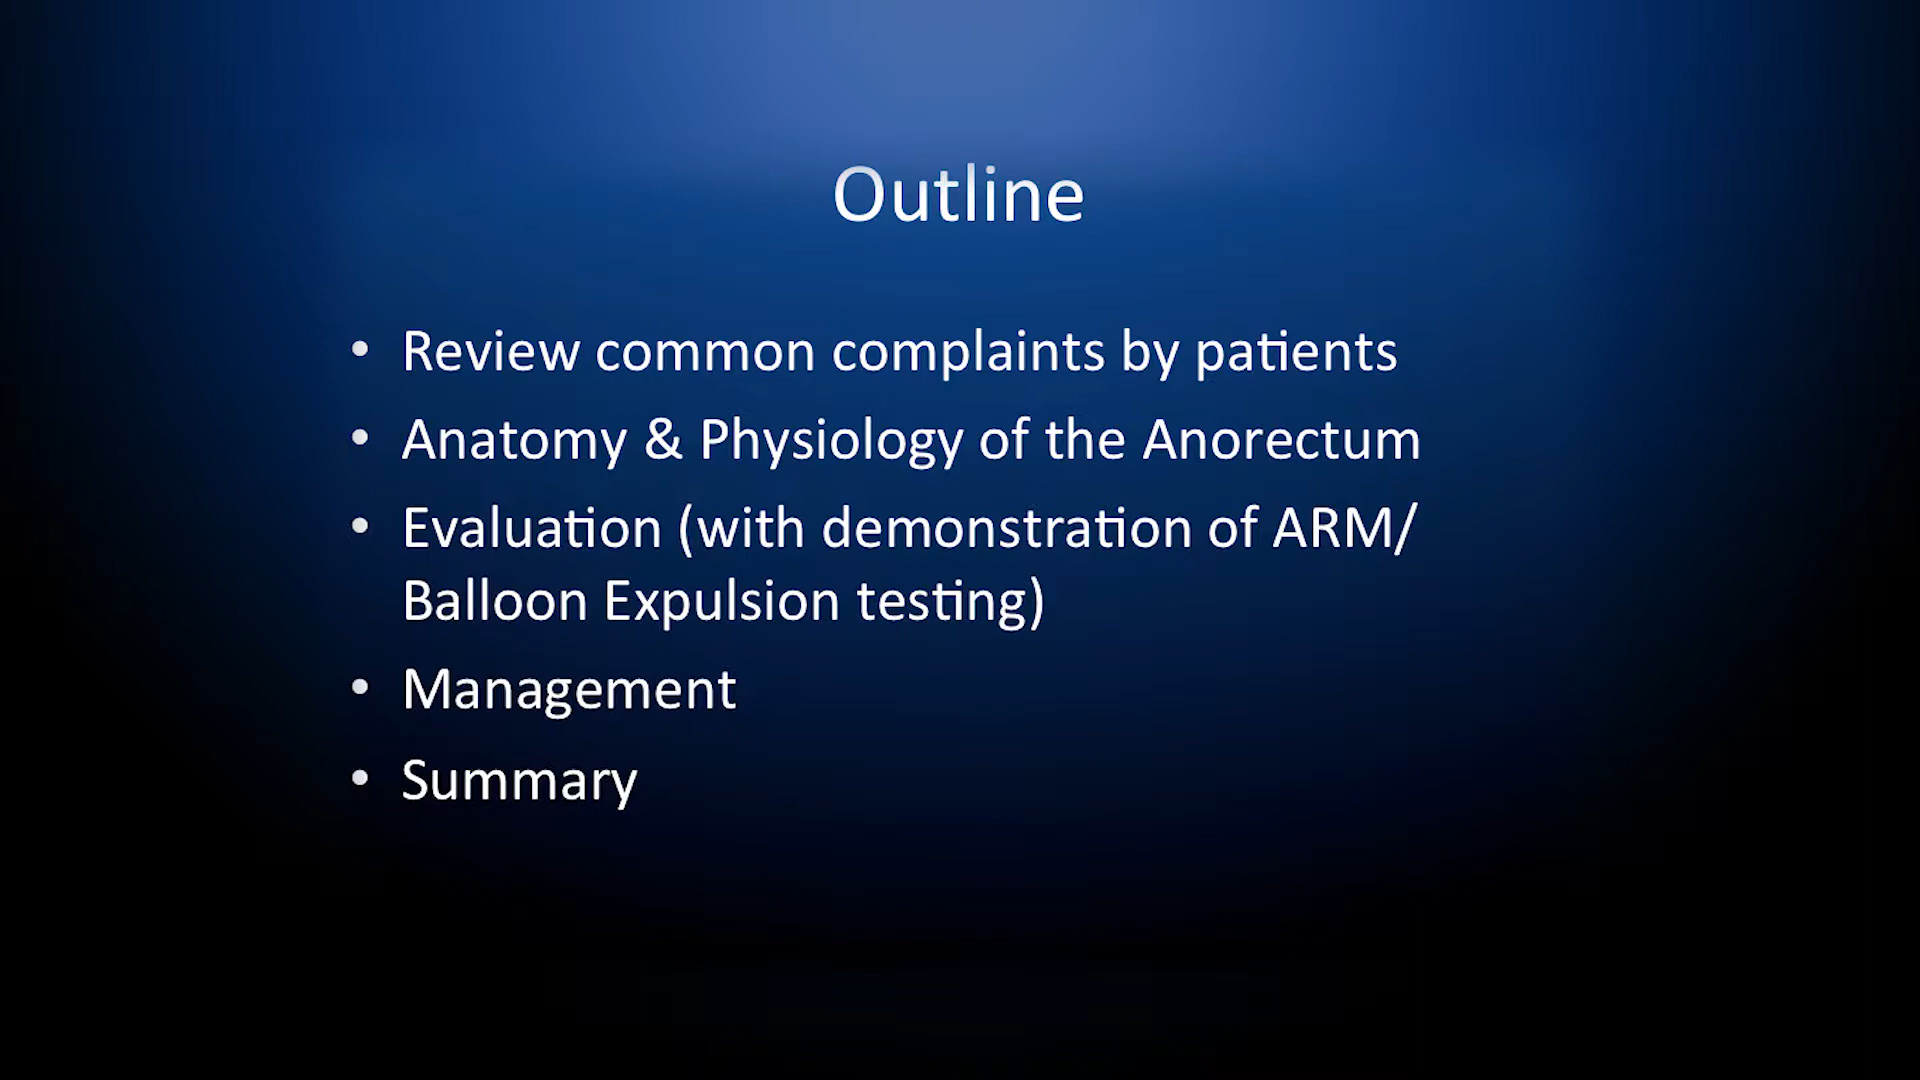 Outline
• Review common complaints by patients
• Anatomy & Physiology of the Anorectum
• Evaluation (with demonstration of ARM/
Balloon Expulsion testing)
• Management
• Summary